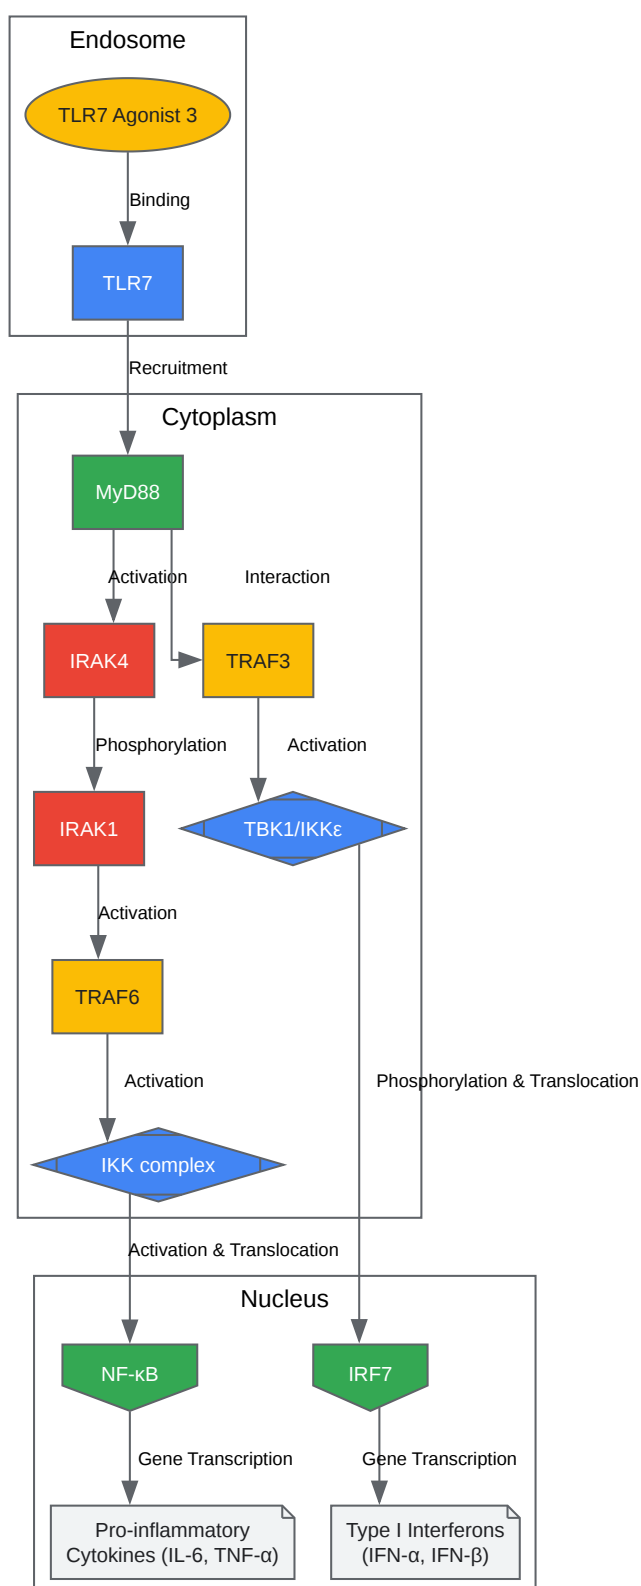 Endosome
TLR7 Agonist 3
Binding
TLR7
Recruitment
Cytoplasm
MyD88
Activation
Interaction
IRAK4
TRAF3
Phosphorylation
Activation
IRAK1
TBK1/IKKε
Activation
TRAF6
Activation
Phosphorylation & Translocation
IKK complex
Activation & Translocation
Nucleus
NF-κB
IRF7
Gene Transcription
Gene Transcription
Pro-inflammatory
Cytokines (IL-6, TNF-α)
Type I Interferons
(IFN-α, IFN-β)